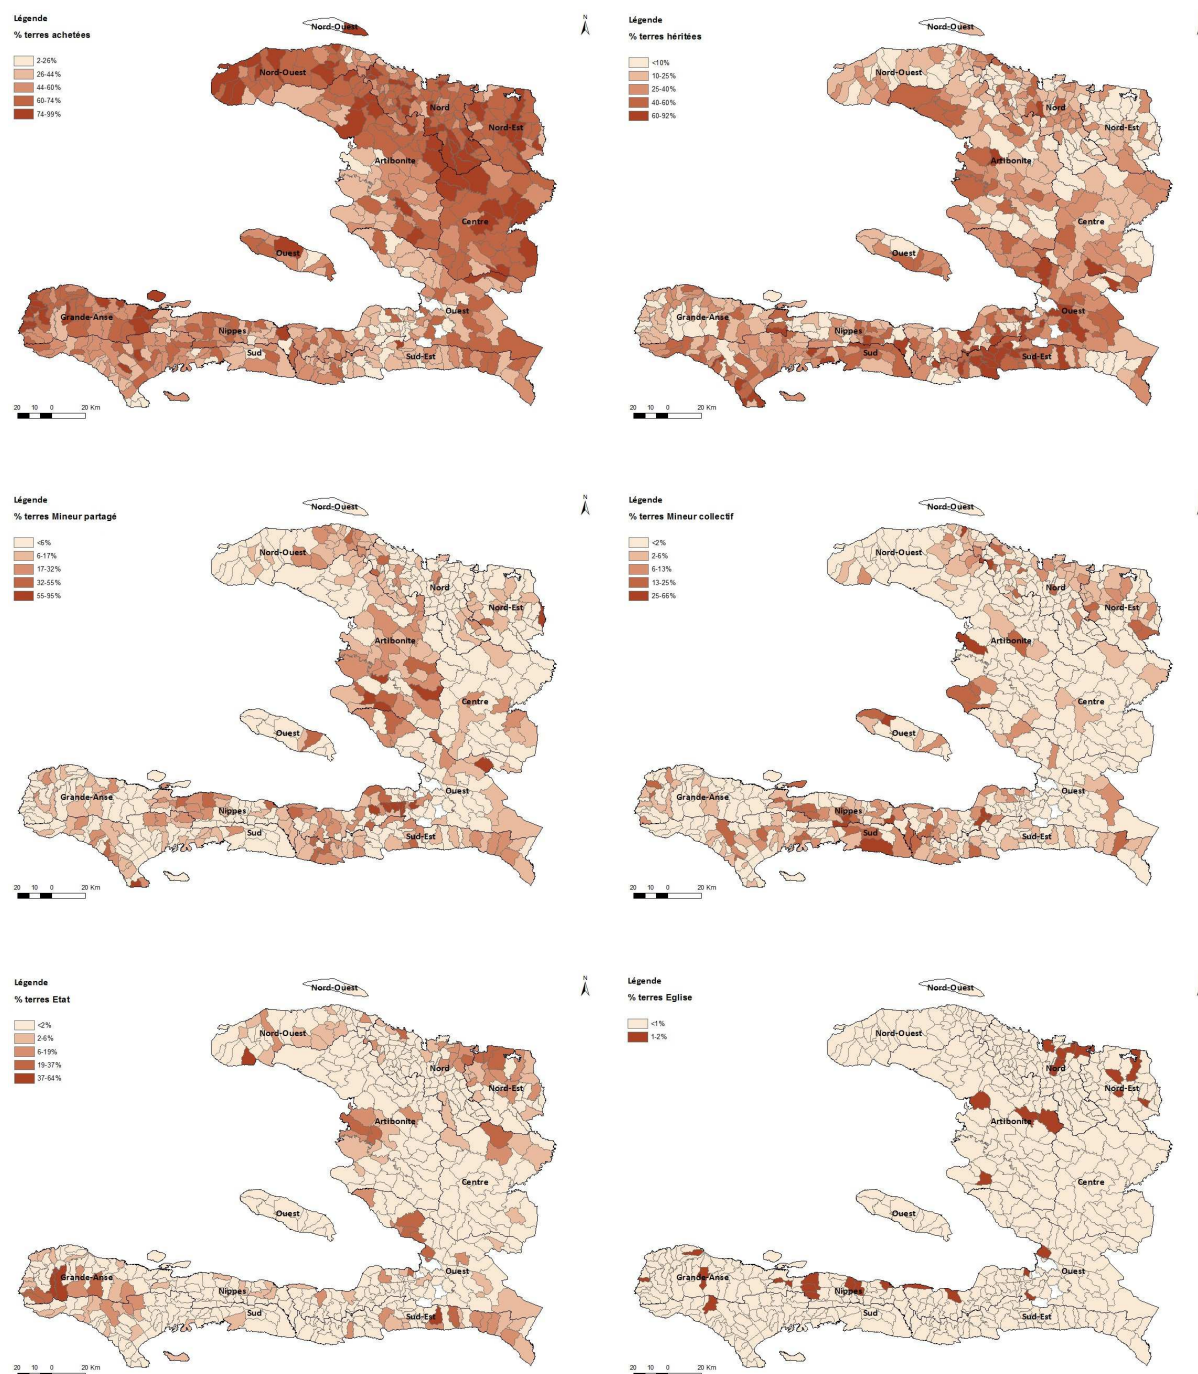 Légende
% terres achetées
2-26%
26-44%
44-60%
60-74%
74-99%
N
Nord-Ouest
Nord-Ouest
Nord
Nord-Est
Artibonite
Centre
Ouest
Ouest
Grande-Anse
Nippes
Sud
Sud-Est
20 10 0 20 Km
Légende
% terres héritées
<10%
10-25%
25-40%
40-60%
60-92%
Nord-Ouest
Nord-Ouest
Nord
Nord-Est
Artibonite
Centre
Ouest
Ouest
Grande-Anse
Nippes
Sud
Sud-Est
20 10 0 20 Km
Légende
% terres Mineur partagé
<6%
6-17%
17-32%
32-55%
55-95%
N
Nord-Ouest
Nord-Ouest
Nord
Nord-Est
Artibonite
Centre
Ouest
Ouest
Grande-Anse
Nippes
Sud
Sud-Est
20 10 0 20 Km
Légende
% terres Mineur collectif
<2%
2-6%
6-13%
13-25%
25-66%
Nord-Ouest
Nord-Ouest
Nord
Nord-Est
Artibonite
Centre
Ouest
Ouest
Grande-Anse
Nippes
Sud
Sud-Est
20 10 0 20 Km
Légende
% terres Etat
<2%
2-6%
6-19%
19-37%
37-64%
N
Nord-Ouest
Nord-Ouest
Nord
Nord-Est
Artibonite
Centre
Ouest
Ouest
Grande-Anse
Nippes
Sud
Sud-Est
20 10 0 20 Km
Légende
% terres Eglise
<1%
1-2%
Nord-Ouest
Nord-Ouest
Nord
Nord-Est
Artibonite
Centre
Ouest
Grande-Anse
Nippes
Sud
Sud-Est
Ouest
20 10 0 20 Km